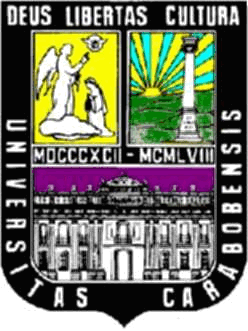 DEUS LIBERTAS CULTURA
MDCCCXCII - MCMLVIII
UNIVERSITAS
CARABOBENSIS